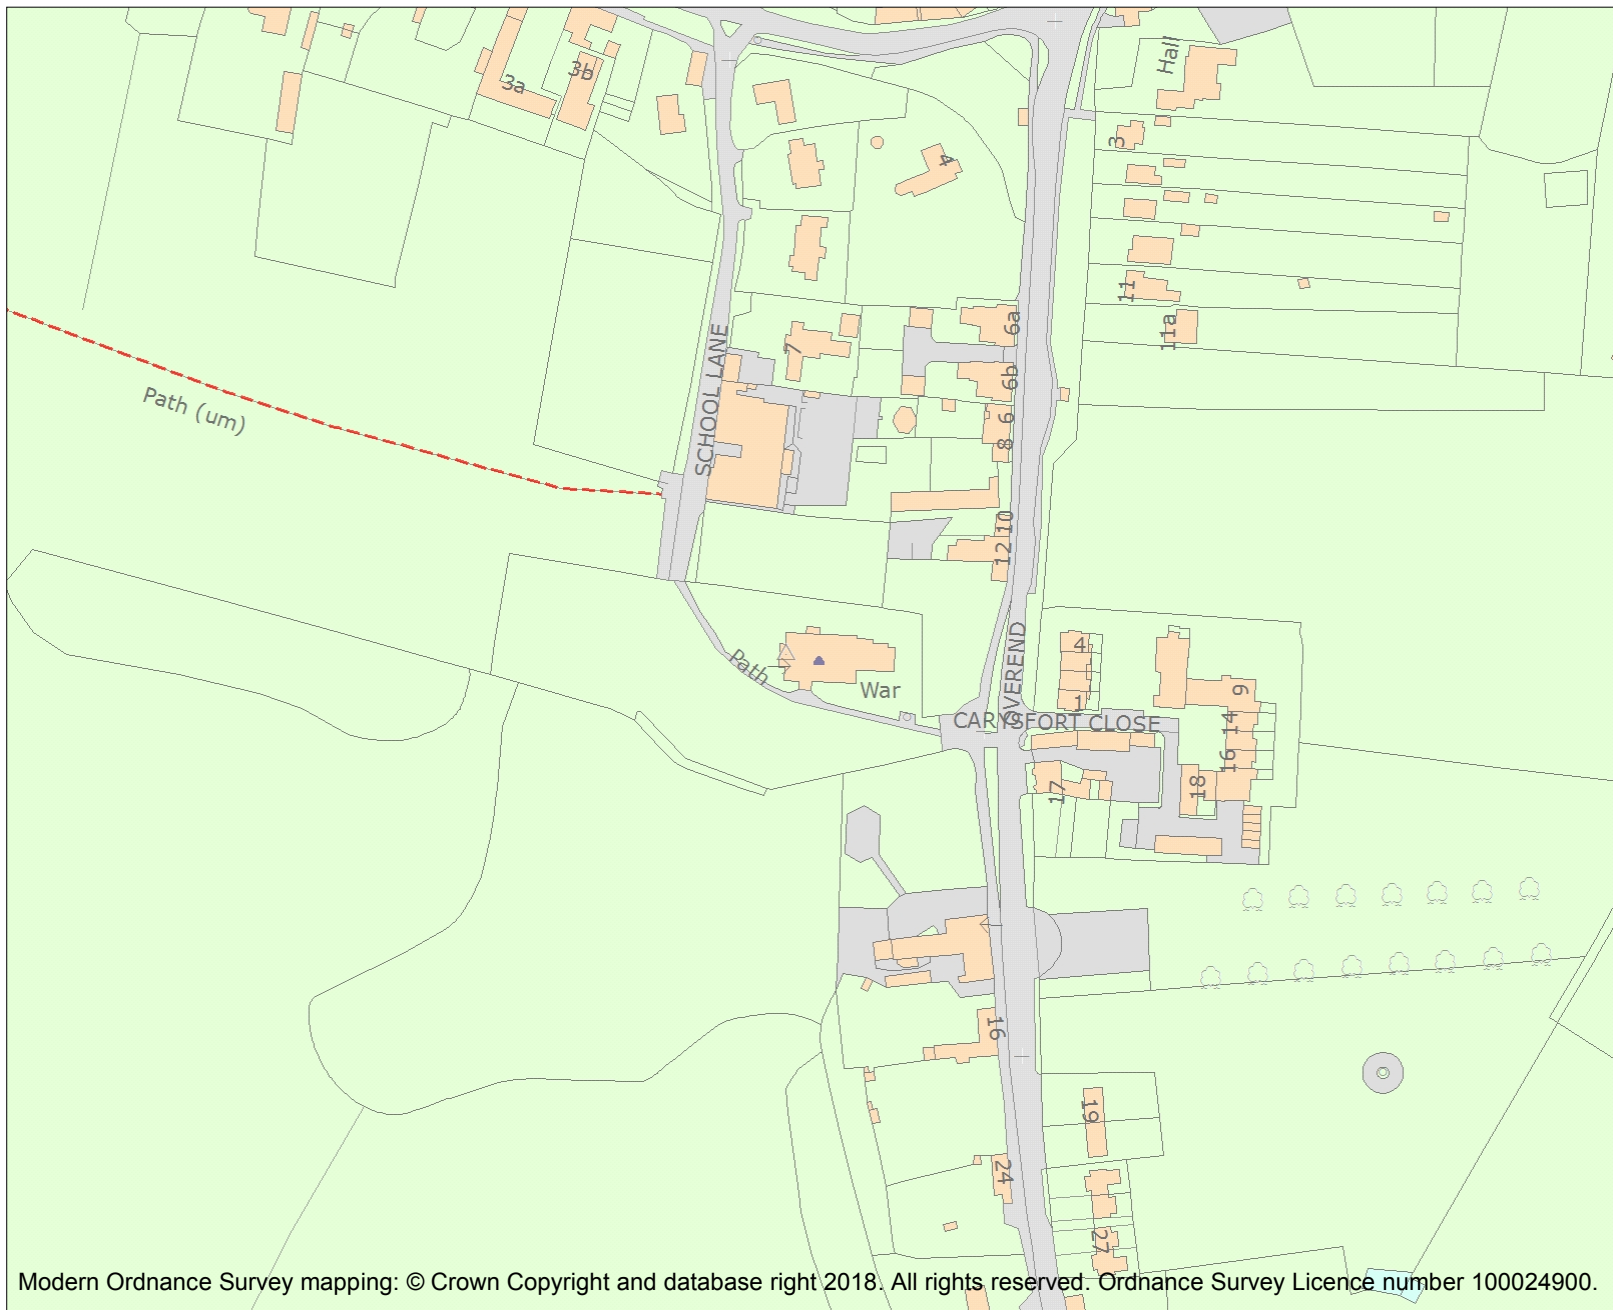 3a
3b
Hall
3
4
11
6a
11a
SCHOOL LANE
7
6b
Path (um)
6
8
10
12
OVEREND
4
Path
War
1
9
CARYSFORT CLOSE
14
16
17
18
16
19
24
27
Modern Ordnance Survey mapping: © Crown Copyright and database right 2018. All rights reserved. Ordnance Survey Licence number 100024900.